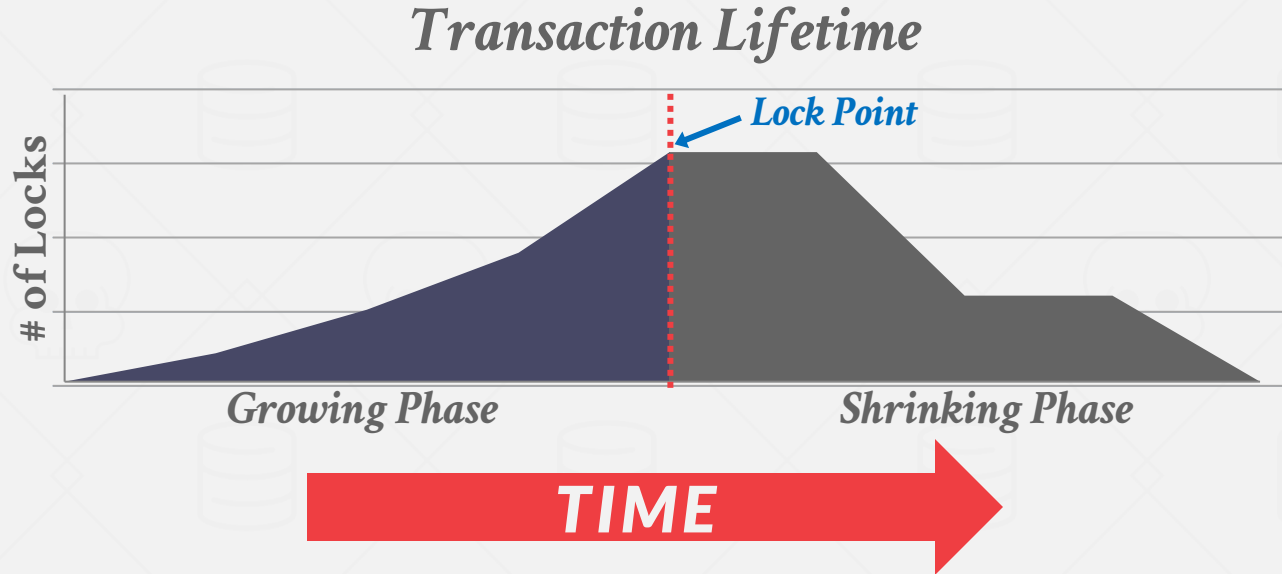 Transaction Lifetime
Lock Point
# of Locks
Growing Phase
Shrinking Phase
TIME